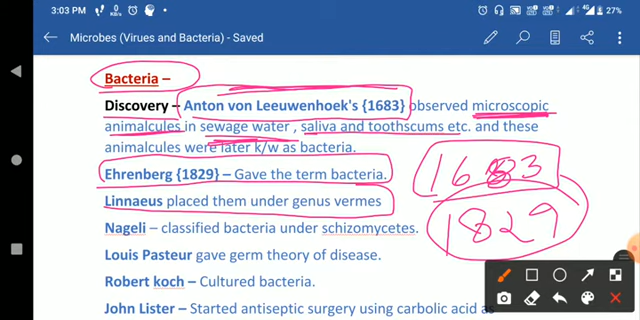 3:03 PM 0 KB/s 4G 27%
Microbes (Virues and Bacteria) - Saved
Bacteria –
Discovery – Anton von Leeuwenhoek's {1683} observed microscopic
animalcules in sewage water , saliva and toothscums etc. and these
animalcules were later k/w as bacteria.
Ehrenberg {1829} – Gave the term bacteria.
Linnaeus placed them under genus vermes
Nageli – classified bacteria under schizomycetes.
Louis Pasteur gave germ theory of disease.
Robert koch – Cultured bacteria.
John Lister – Started antiseptic surgery using carbolic acid as
1683
1829